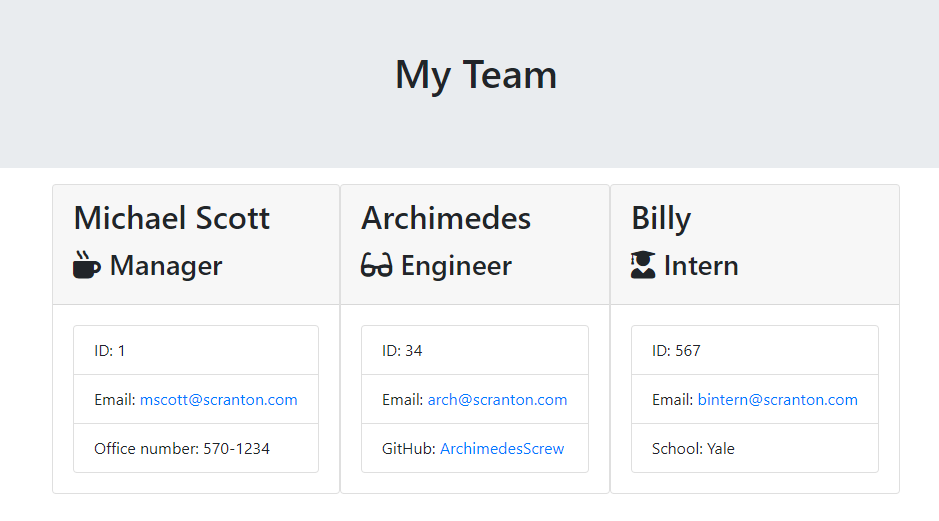 My Team
Michael Scott
Manager
ID: 1
Email: mscott@scranton.com
Office number: 570-1234
Archimedes
Engineer
ID: 34
Email: arch@scranton.com
GitHub: ArchimedesScrew
Billy
Intern
ID: 567
Email: bintern@scranton.com
School: Yale